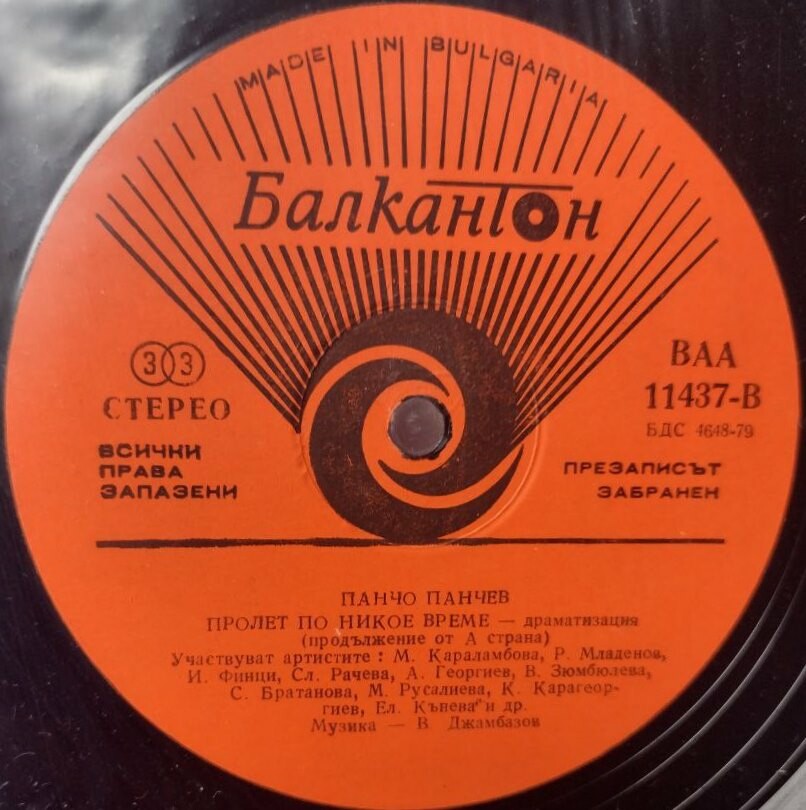 MADE IN BULGARIA
Балкантон
33
СТЕРЕО
ВАА
11437-В
БДС 4648-79
ВСИЧКИ
ПРАВА
ЗАПАЗЕНИ
ПРЕЗАПИСЪТ
ЗАБРАНЕН
ПАНЧО ПАНЧЕВ
ПРОЛЕТ ПО НИКОЕ ВРЕМЕ — драматизация
(продължение от А страна)
Участвуват артистите : М. Караламбова, Р. Младенов,
И. Финци, Сл. Рачева, А. Георгиев, В. Зюмбюлева,
С. Братанова, М. Русалиева, К. Карагеор-
гиев, Ел. Кънева и др.
Музика — В. Джамбазов